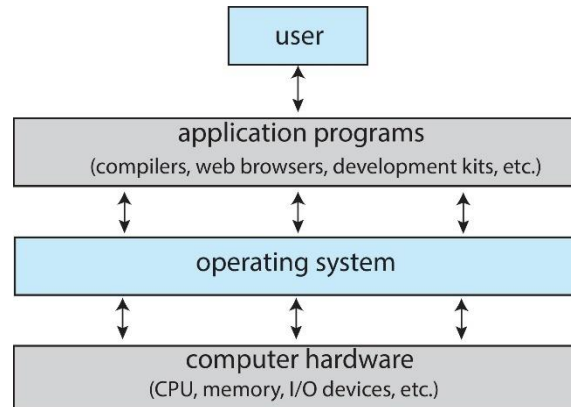 user
application programs
(compilers, web browsers, development kits, etc.)
operating system
computer hardware
(CPU, memory, I/O devices, etc.)